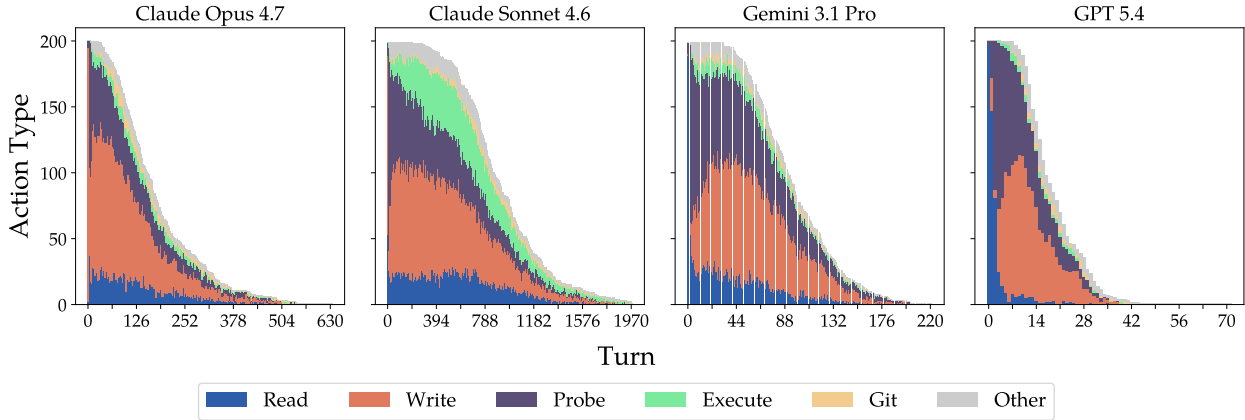 Claude Opus 4.7
Claude Sonnet 4.6
Gemini 3.1 Pro
GPT 5.4
Action Type
200
150
100
50
0
0 126 252 378 504 630
0 394 788 1182 1576 1970
0 44 88 132 176 220
0 14 28 42 56 70
Turn
Read Write Probe Execute Git Other